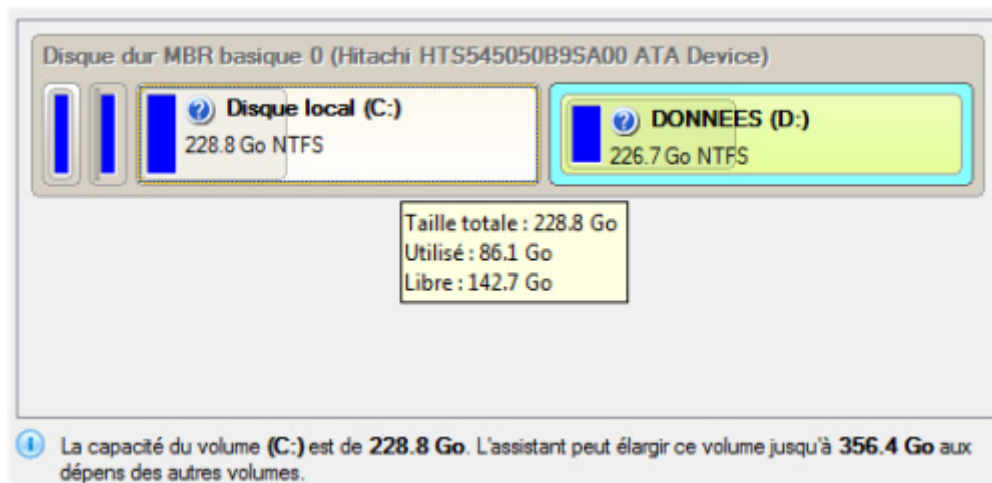 Disque dur MBR basique 0 (Hitachi HTS545050B9SA00 ATA Device)
Disque local (C:)
228.8 Go NTFS
DONNEES (D:)
226.7 Go NTFS
Taille totale : 228.8 Go
Utilisé : 86.1 Go
Libre : 142.7 Go
La capacité du volume (C:) est de 228.8 Go. L'assistant peut élargir ce volume jusqu'à 356.4 Go aux
dépens des autres volumes.